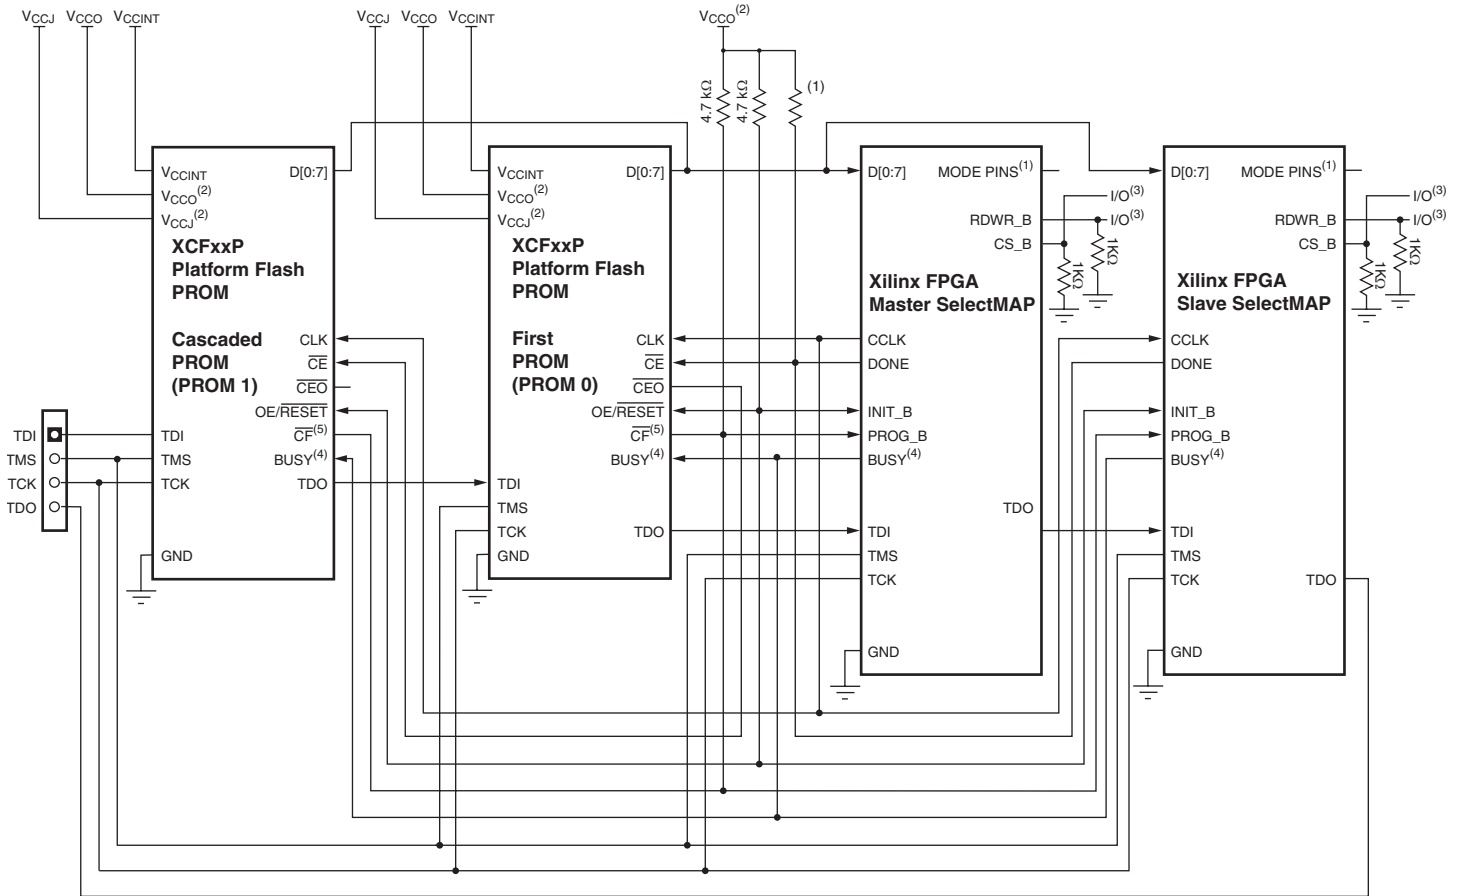 VCCJ VCCO VCCINT
VCCJ VCCO VCCINT
VCCO(2)
4.7 kΩ
4.7 kΩ
(1)
VCCINT
VCCO(2)
VCCJ(2)
D[0:7]
XCFxxP
Platform Flash
PROM
Cascaded
PROM
(PROM 1)
CLK
CE
CEO
OE/RESET
CF(5)
BUSY(4)
TDO
TDI
TMS
TCK
GND
TDI
TMS
TCK
TDO
VCCINT
VCCO(2)
VCCJ(2)
D[0:7]
XCFxxP
Platform Flash
PROM
First
PROM
(PROM 0)
CLK
CE
CEO
OE/RESET
CF(5)
BUSY(4)
TDI
TMS
TCK
TDO
GND
D[0:7]
MODE PINS(1)
RDWR_B
CS_B
I/O(3)
I/O(3)
1KΩ
1KΩ
Xilinx FPGA
Master SelectMAP
CCLK
DONE
INIT_B
PROG_B
BUSY(4)
TDO
TDI
TMS
TCK
GND
D[0:7]
MODE PINS(1)
RDWR_B
CS_B
I/O(3)
I/O(3)
1KΩ
1KΩ
Xilinx FPGA
Slave SelectMAP
CCLK
DONE
INIT_B
PROG_B
BUSY(4)
TDI
TMS
TCK
TDO
GND